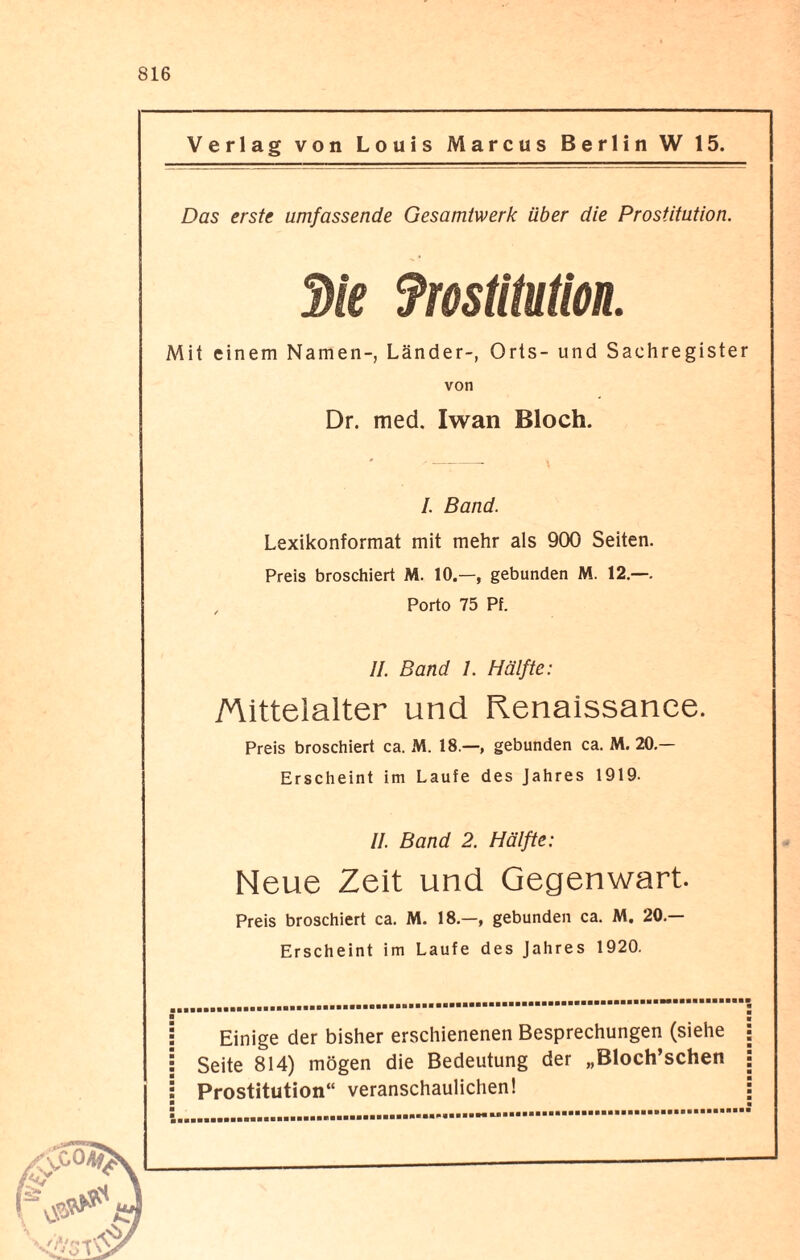 816
Verlag von Louis Marcus Berlin W 15.
Das erste umfassende Gesamtwerk über die Prostitution.
Die Prostitution.
Mit einem Namen-, Länder-, Orts- und Sachregister
von
Dr. med. Iwan Bloch.
I. Band.
Lexikonformat mit mehr als 900 Seiten.
Preis broschiert M. 10.—, gebunden M. 12.—.
Porto 75 Pf.
II. Band 1. Hälfte:
Mittelalter und Renaissance.
Preis broschiert ca. M. 18.—, gebunden ca. M. 20.—
Erscheint im Laufe des Jahres 1919.
II. Band 2. Hälfte:
Neue Zeit und Gegenwart.
Preis broschiert ca. M. 18.—, gebunden ca. M. 20.—
Erscheint im Laufe des Jahres 1920.
Einige der bisher erschienenen Besprechungen (siehe
Seite 814) mögen die Bedeutung der „Bloch’schen
Prostitution“ veranschaulichen!
LIBRARY